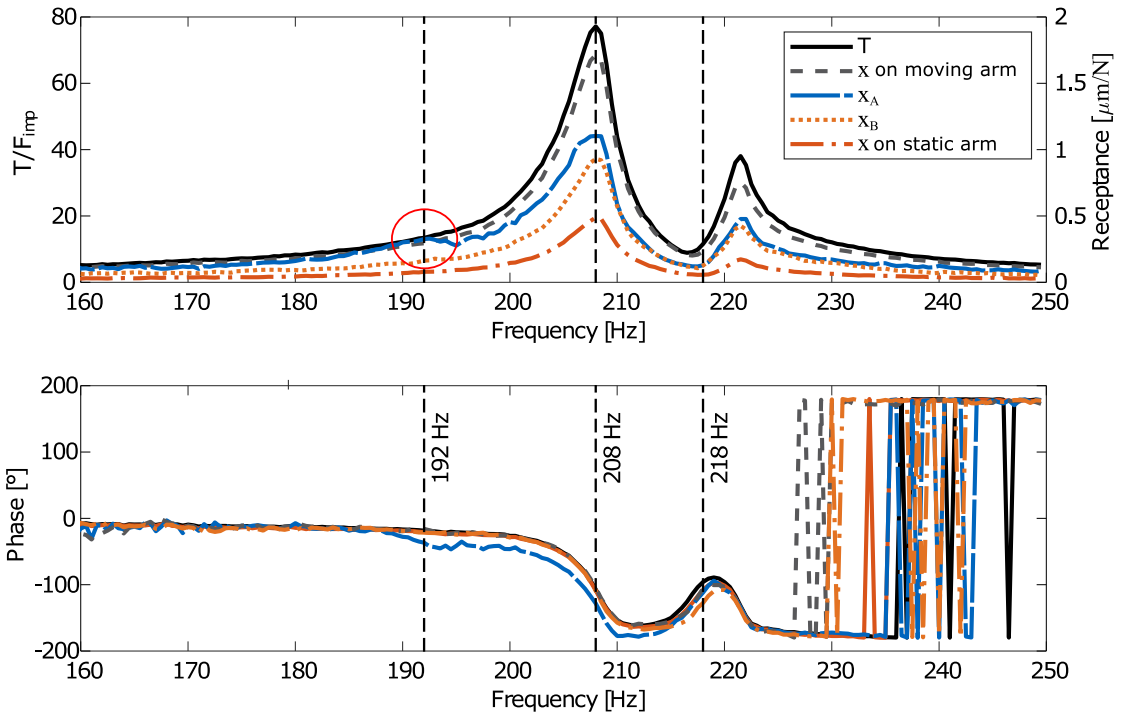 80
60
40
20
0
T/F_imp
2
1.5
1
0.5
0
Receptance [μm/N]
T
x on moving arm
x_A
x_B
x on static arm
160 170 180 190 200 210 220 230 240 250
Frequency [Hz]
200
100
0
-100
-200
Phase [°]
192 Hz
208 Hz
218 Hz
160 170 180 190 200 210 220 230 240 250
Frequency [Hz]